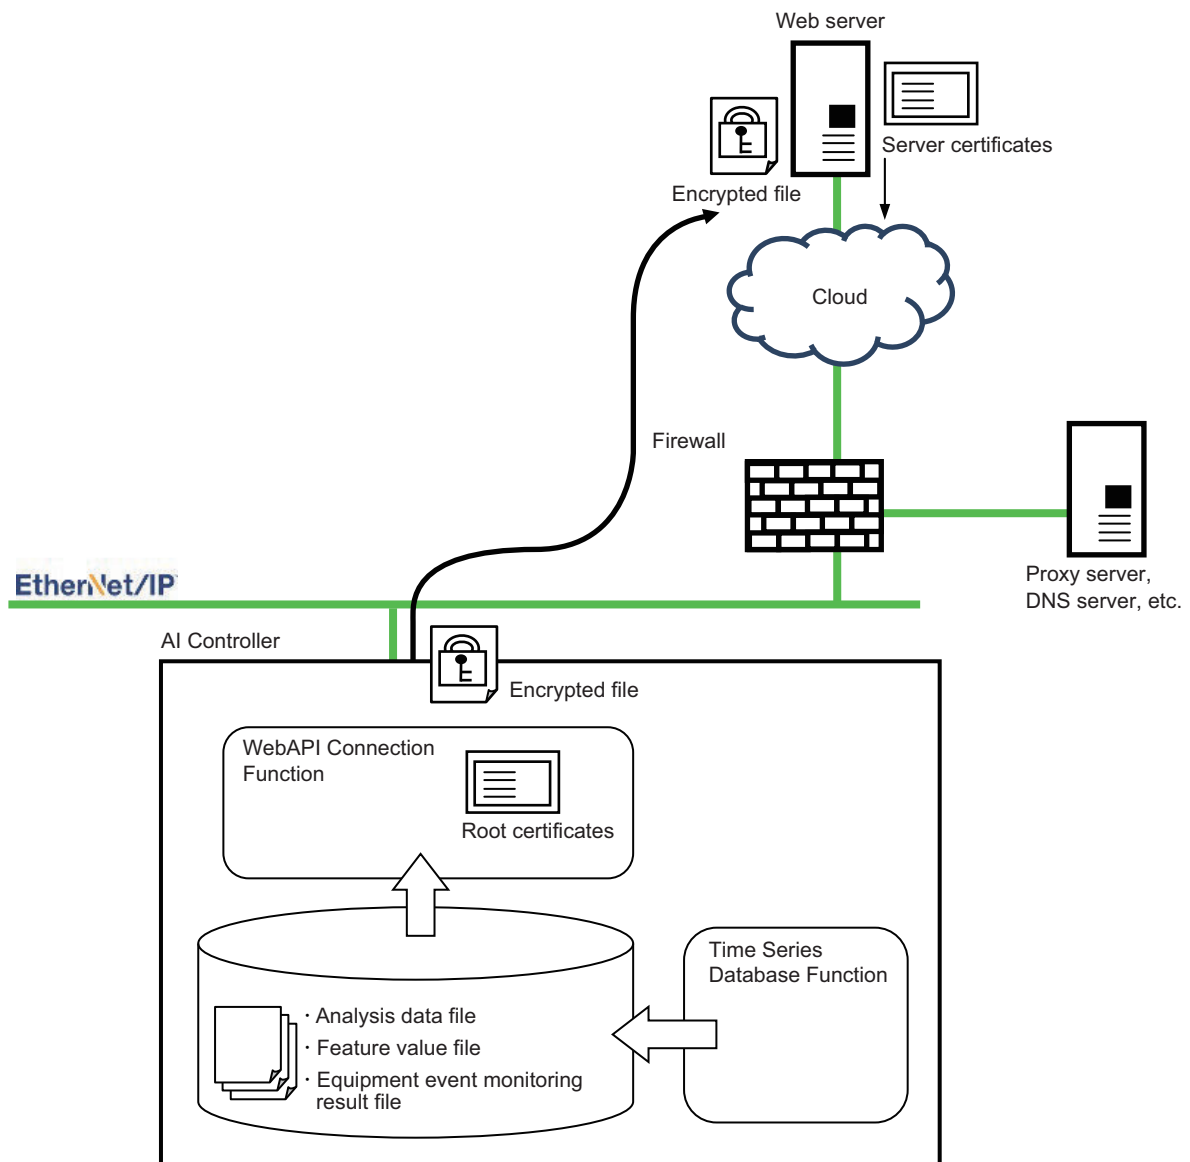 Web server
Server certificates
Encrypted file
Cloud
Firewall
Proxy server,
DNS server, etc.
EtherNet/IP
AI Controller
Encrypted file
WebAPI Connection
Function
Root certificates
Time Series
Database Function
· Analysis data file
· Feature value file
· Equipment event monitoring
result file